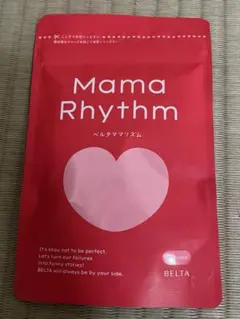 Mama
Rhythm
ベルタママリズム
It's okay not to be perfect.
Let's turn our failures
into funny stories!
BELTA will always be by your side.
BELTA